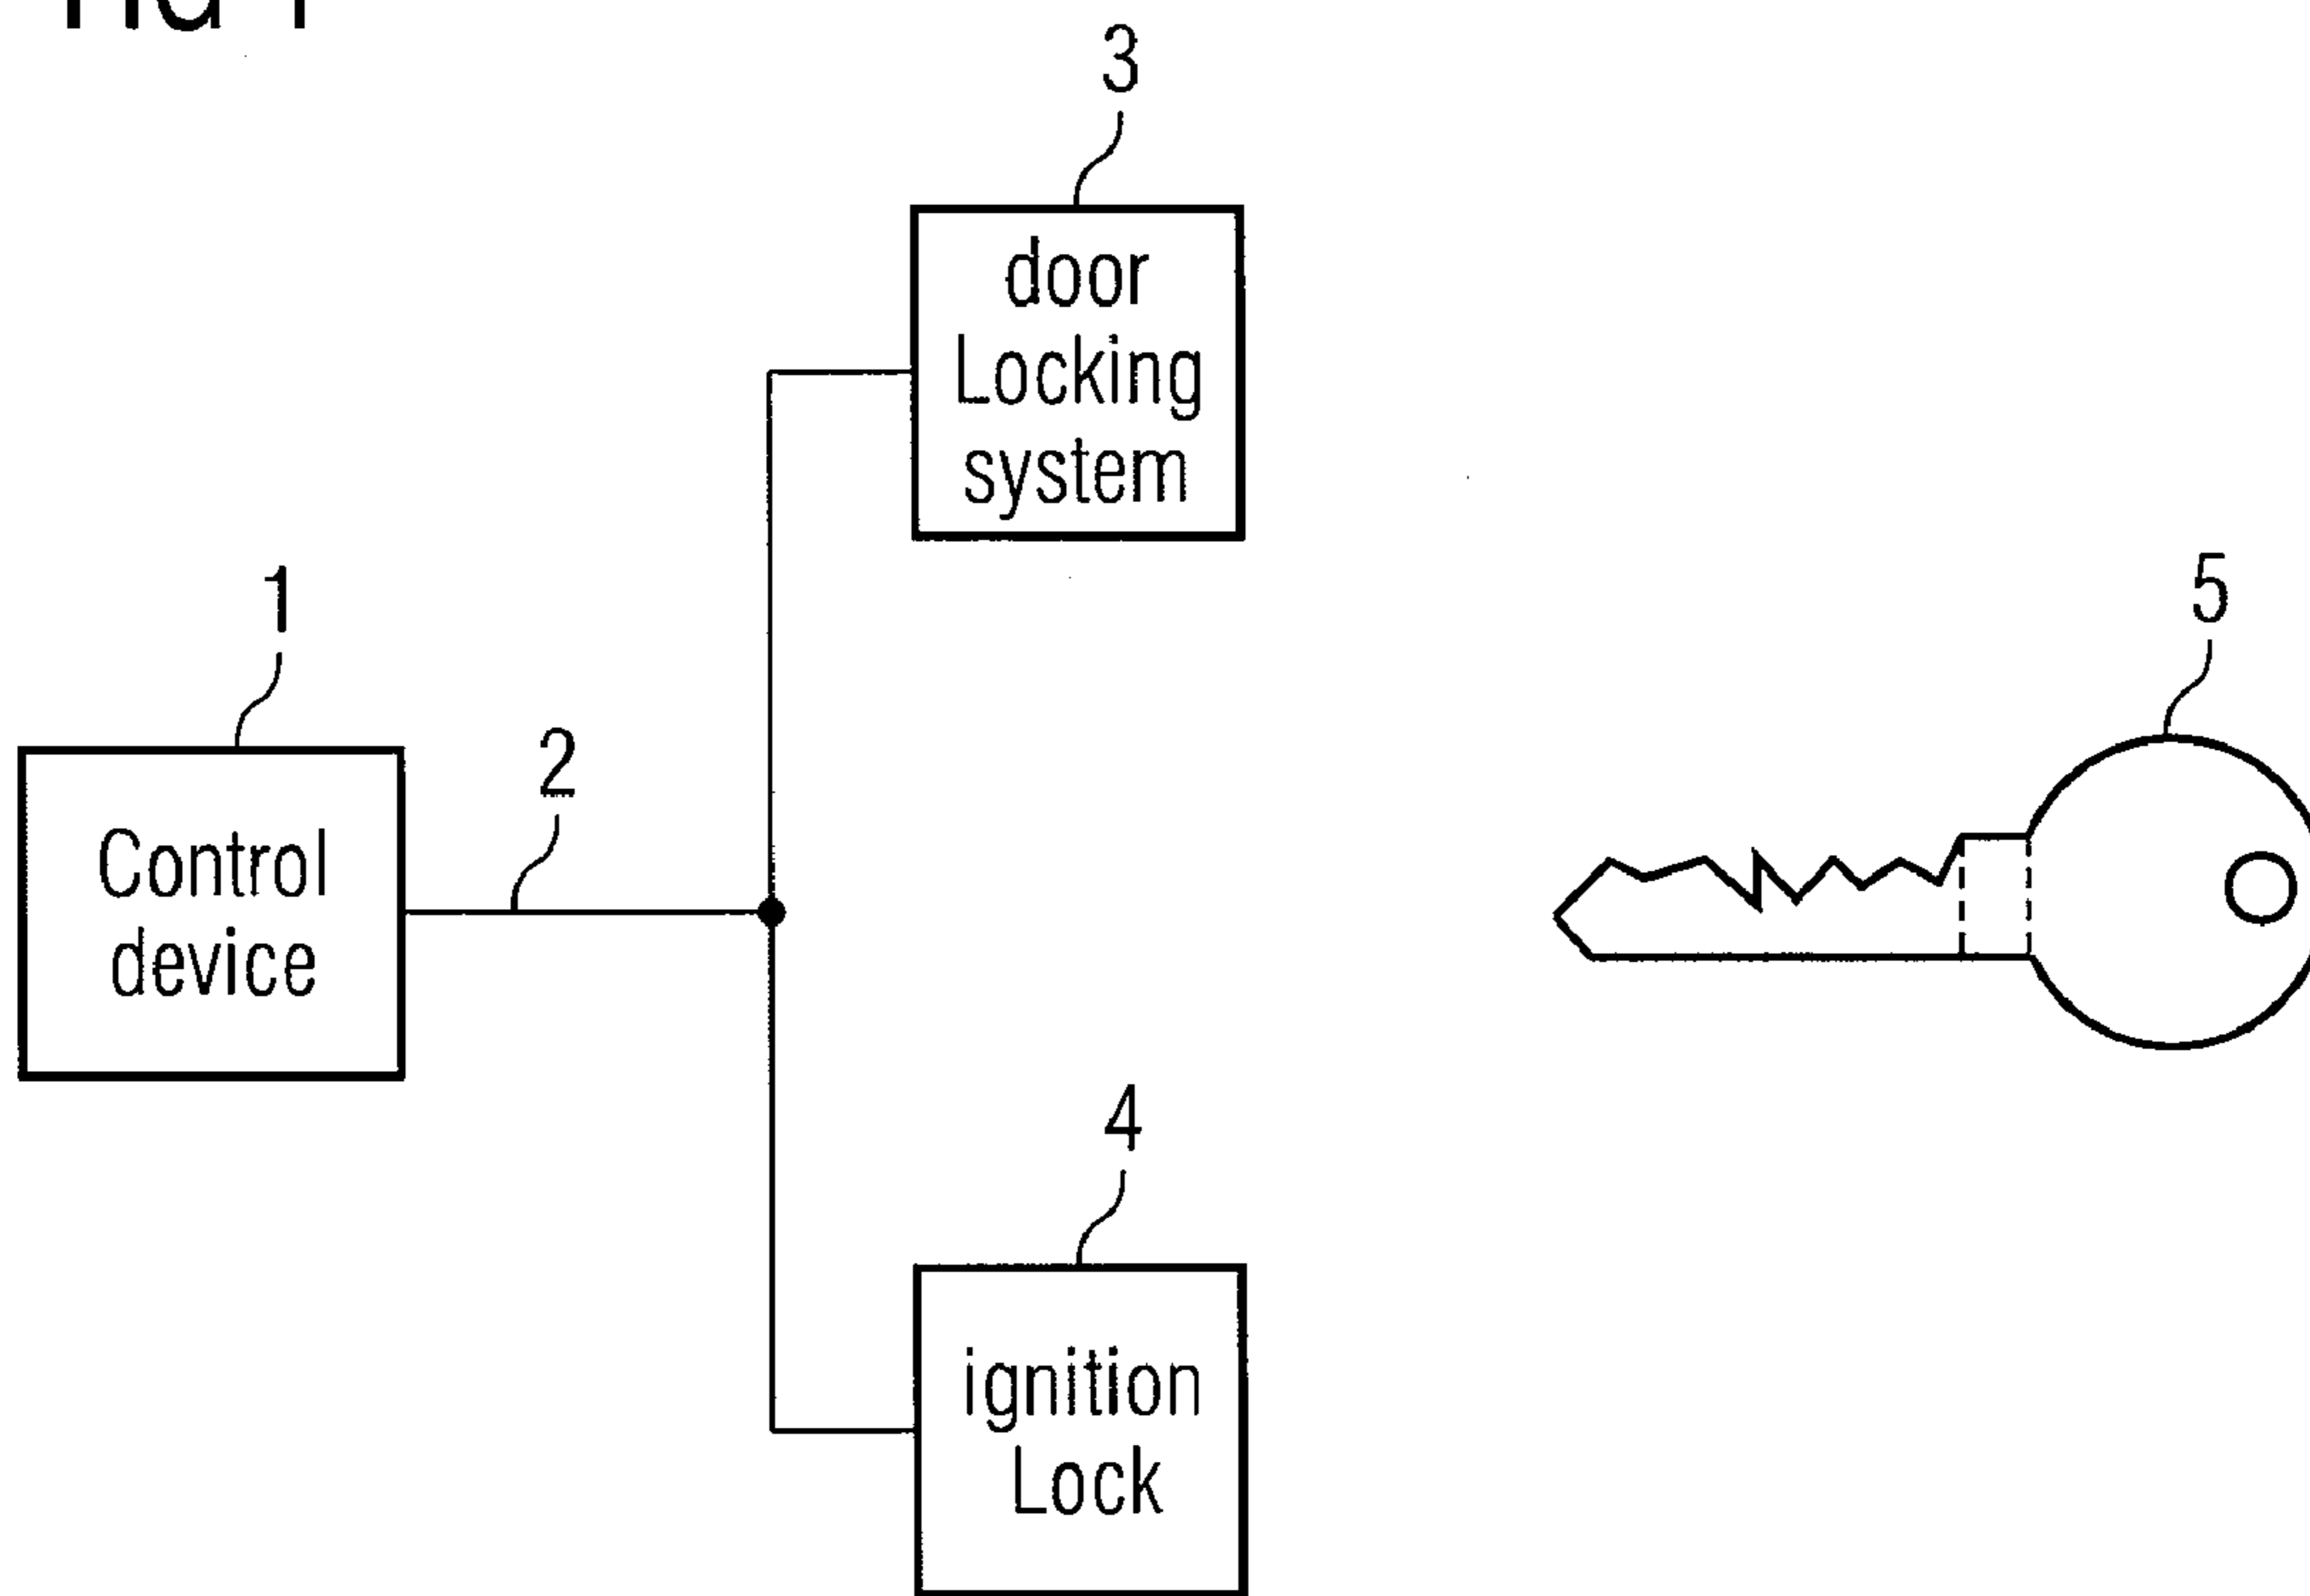 3
door
Locking
system
1
5
2
Control
device
4
ignition
Lock